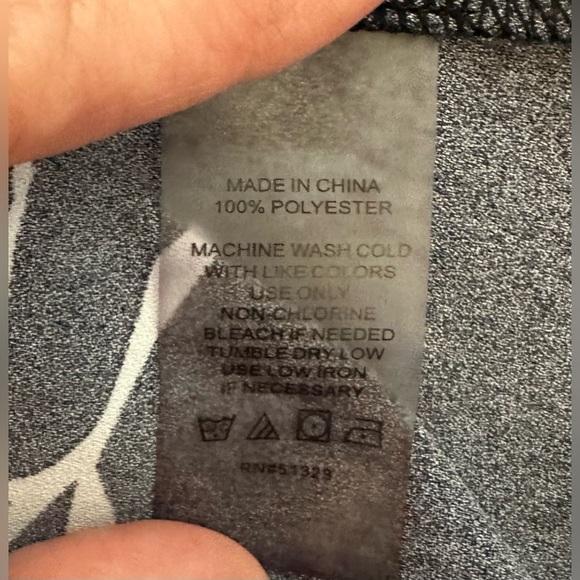 MADE IN CHINA
100% POLYESTER
MACHINE WASH COLD
WITH LIKE COLORS
USE ONLY
NON-CHLORINE
BLEACH IF NEEDED
TUMBLE DRY LOW
USE LOW IRON
IF NECESSARY
RN#51329